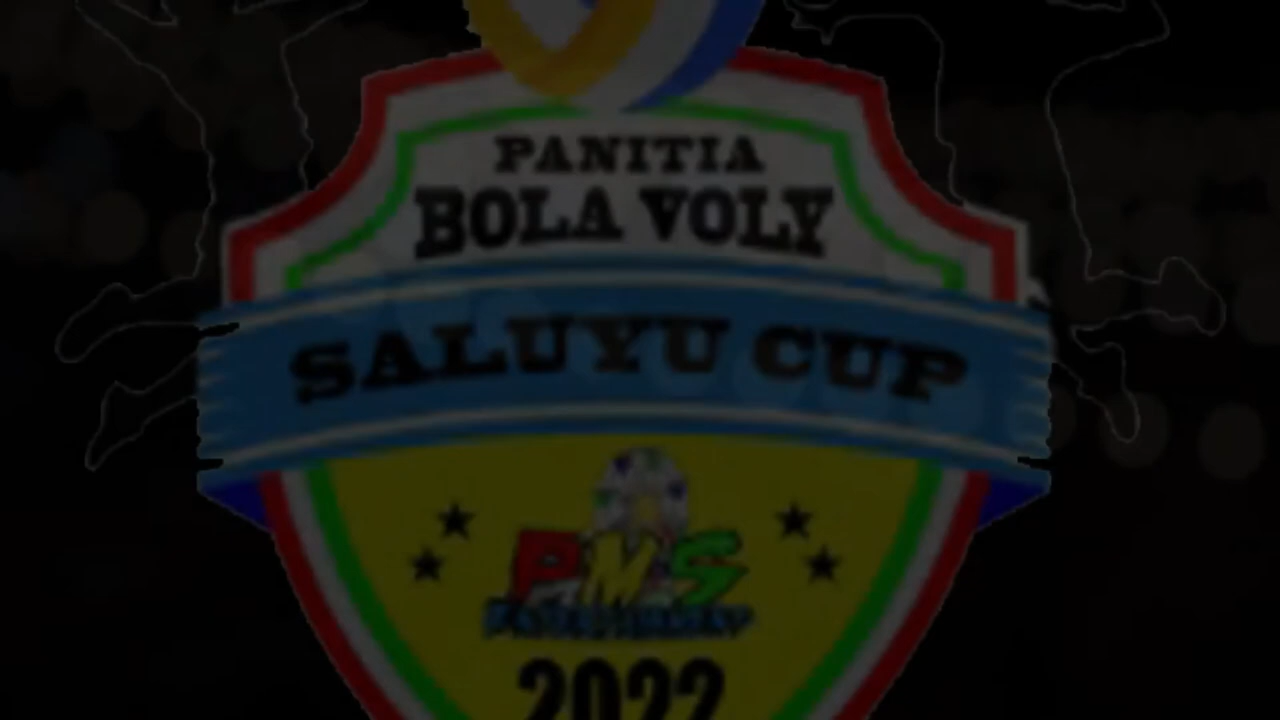 PANITIA
BOLA VOLY
SALUYU CUP
PMS
2022